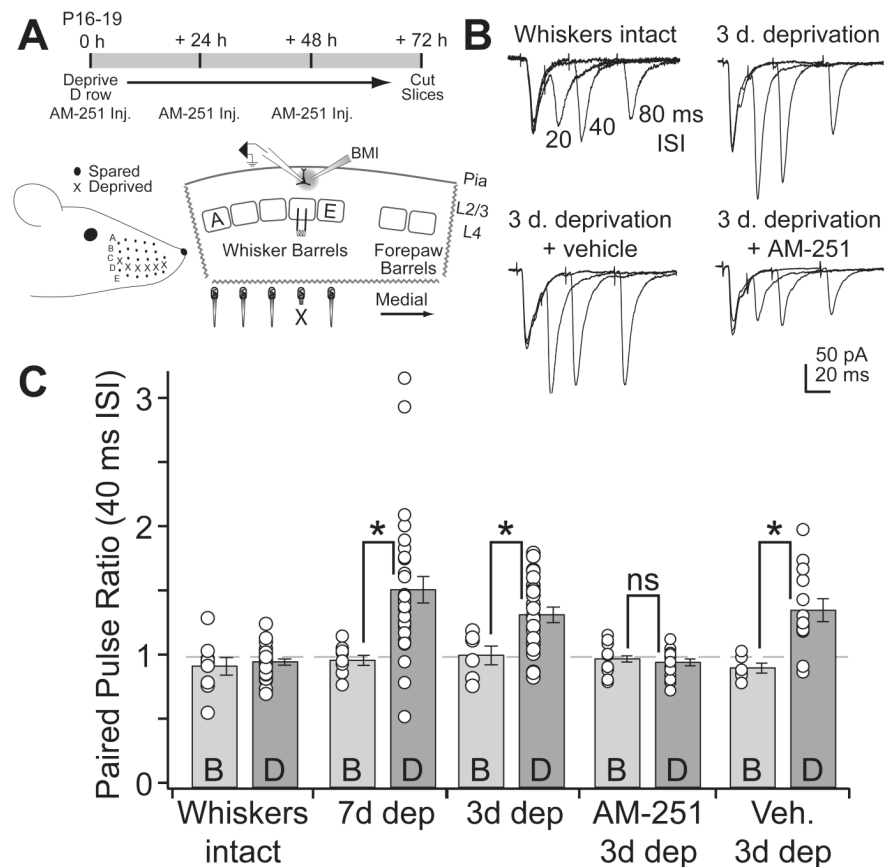 A
P16-19
0 h
+ 24 h
+ 48 h
+ 72 h
Deprive
D row
Cut
Slices
AM-251 Inj.
AM-251 Inj.
AM-251 Inj.
Spared
x Deprived
A
B
C
D
E
BMI
Pia
L2/3
L4
A
E
Whisker Barrels
Forepaw
Barrels
X
Medial
B
Whiskers intact
20
40
80 ms
ISI
3 d. deprivation
3 d. deprivation
+ vehicle
3 d. deprivation
+ AM-251
50 pA
20 ms
C
Paired Pulse Ratio (40 ms ISI)
3
2
1
0
*
*
ns
*
B D B D B D B D B D
Whiskers
intact
7d dep
3d dep
AM-251
3d dep
Veh.
3d dep